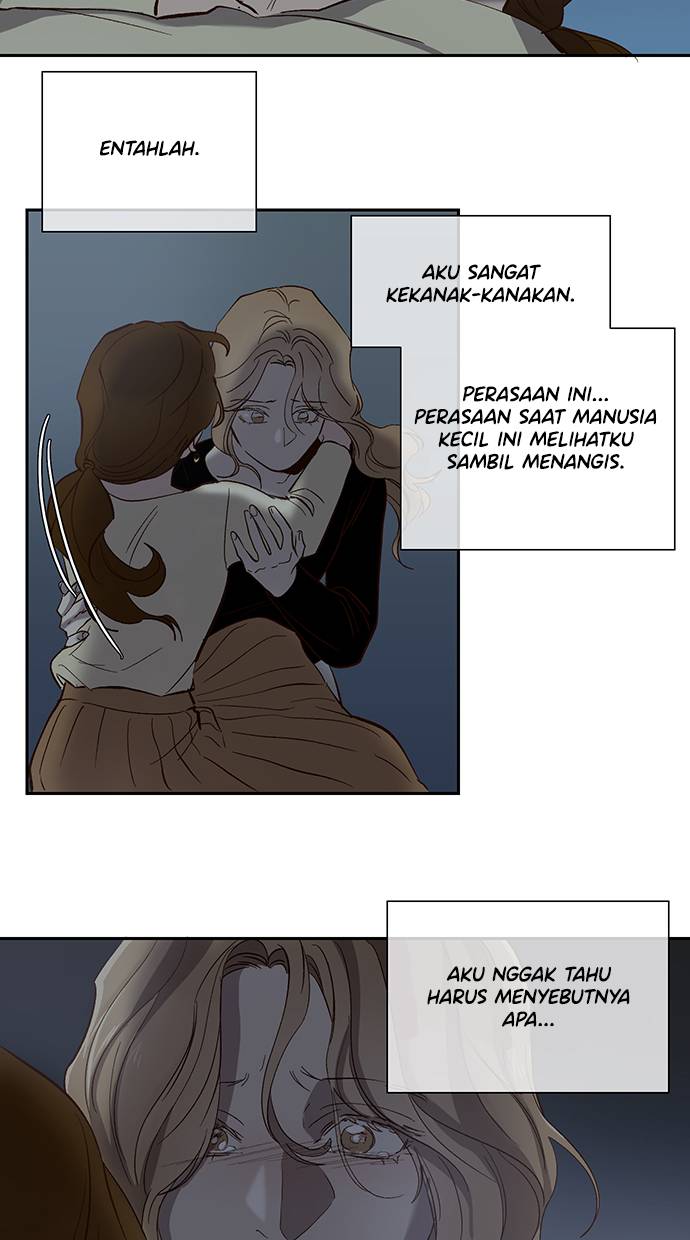 ENTAHLAH.
AKU SANGAT
KEKANAK-KANAKAN.
PERASAAN INI...
PERASAAN SAAT MANUSIA
KECIL INI MELIHATKU
SAMBIL MENANGIS.
AKU NGGAK TAHU
HARUS MENYEBUTNYA
APA...